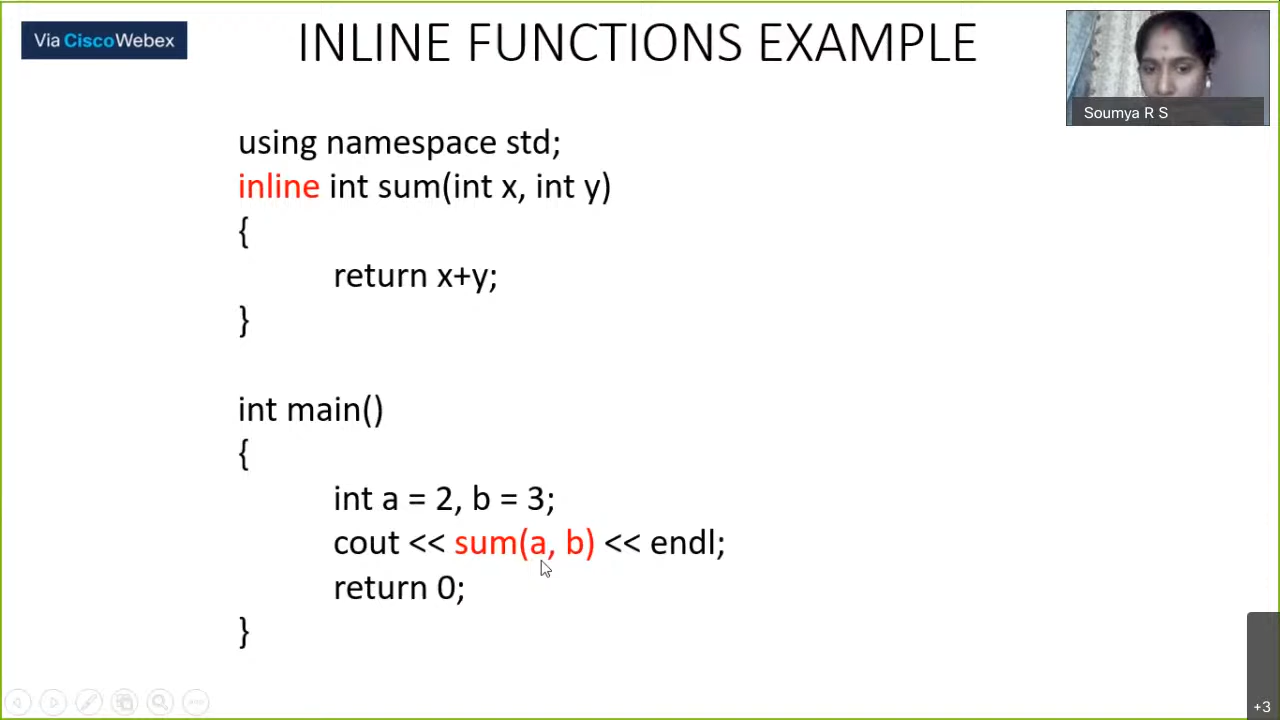 Via CiscoWebex
INLINE FUNCTIONS EXAMPLE
Soumya R S
using namespace std;
inline int sum(int x, int y)
{
return x+y;
}
int main()
{
int a = 2, b = 3;
cout << sum(a, b) << endl;
return 0;
}
+3